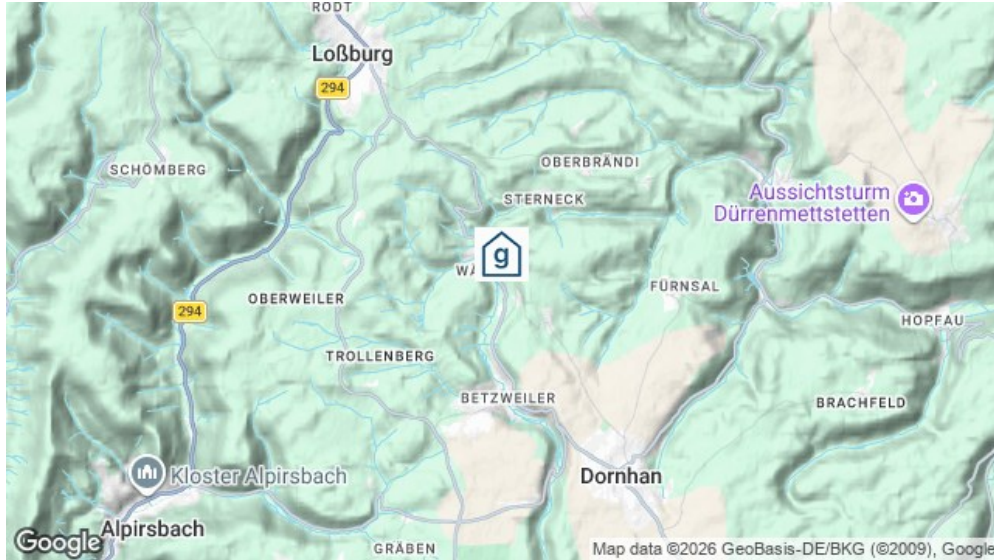 RODT
Loßburg
294
SCHÖMBERG
OBERBRÄNDI
STERNECK
Aussichtsturm
Dürrenmettstetten
g
FÜRNSAL
OBERWEILER
294
HOPFAU
TROLLENBERG
BETZWEILER
BRACHFELD
Kloster Alpirsbach
Dornhan
Alpirsbach
GRÄBEN
Google
Map data ©2026 GeoBasis-DE/BKG (©2009), Google